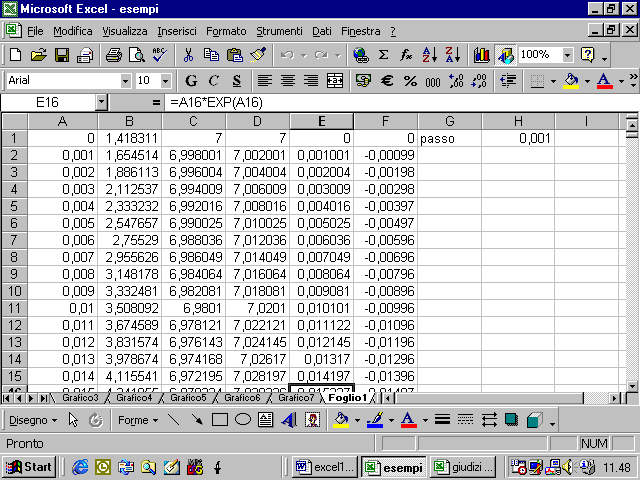 Microsoft Excel - esempi
File Modifica Visualizza Inserisci Formato Strumenti Dati Finestra ?
100%
Arial 10 G C S € % 000
E16 = =A16*EXP(A16)
A B C D E F G H I
1 0 1,418311 7 7 0 0 passo 0,001
2 0,001 1,654514 6,998001 7,002001 0,001001 -0,00099
3 0,002 1,886113 6,996004 7,004004 0,002004 -0,00198
4 0,003 2,112537 6,994009 7,006009 0,003009 -0,00298
5 0,004 2,333232 6,992016 7,008016 0,004016 -0,00397
6 0,005 2,547657 6,990025 7,010025 0,005025 -0,00497
7 0,006 2,75529 6,988036 7,012036 0,006036 -0,00596
8 0,007 2,955626 6,986049 7,014049 0,007049 -0,00696
9 0,008 3,148178 6,984064 7,016064 0,008064 -0,00796
10 0,009 3,332481 6,982081 7,018081 0,009081 -0,00896
11 0,01 3,508092 6,9801 7,0201 0,010101 -0,00996
12 0,011 3,674589 6,978121 7,022121 0,011122 -0,01096
13 0,012 3,831574 6,976143 7,024145 0,012145 -0,01196
14 0,013 3,978674 6,974168 7,02617 0,01317 -0,01296
15 0,014 4,115541 6,972195 7,028197 0,014197 -0,01396
Grafico3 Grafico4 Grafico5 Grafico6 Grafico7 Foglio1
Disegno Forme
Pronto NUM
Start excel1... esempi giudizi ... 11.48